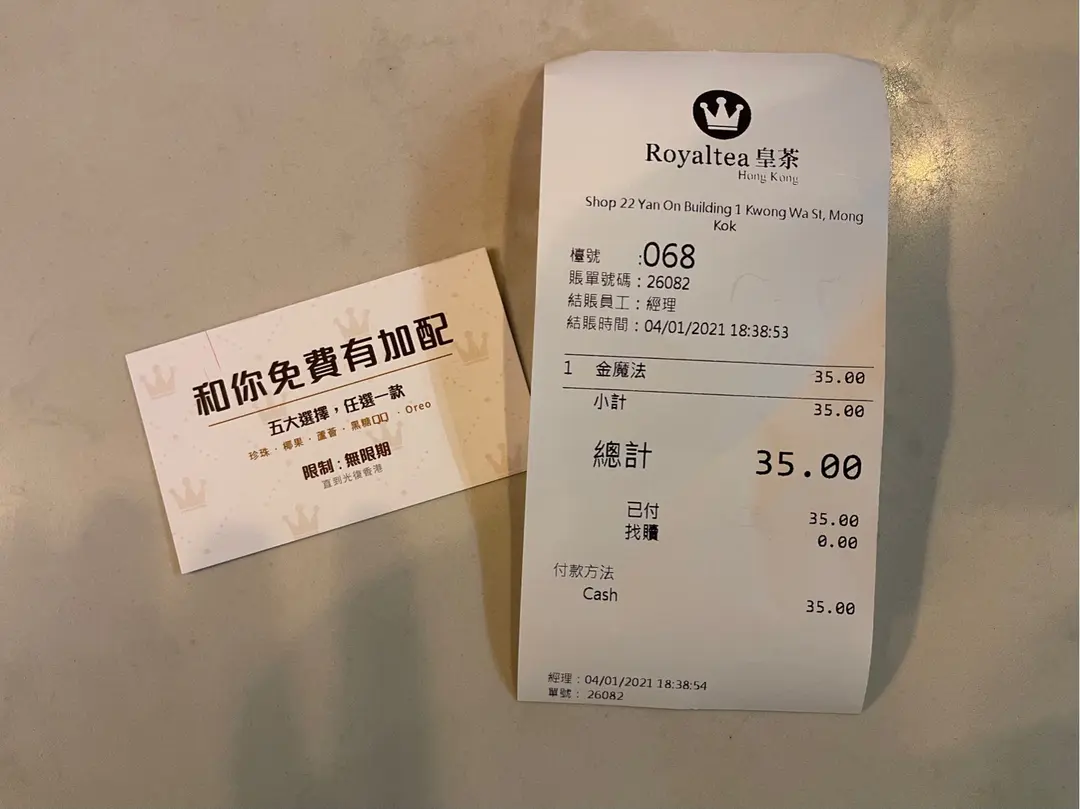 和你免費有加配
五大選擇，任選一款
珍珠．椰果．蘆薈．黑糖QQ．Oreo
限制：無限期
直到光復香港
Royaltea 皇茶
Hong Kong
Shop 22 Yan On Building 1 Kwong Wa St, Mong
Kok
檯號 :068
賬單號碼：26082
結賬員工：經理
結賬時間：04/01/2021 18:38:53
1 金魔法 35.00
小計 35.00
總計 35.00
已付 35.00
找贖 0.00
付款方法
Cash 35.00
經理：04/01/2021 18:38:54
單號： 26082